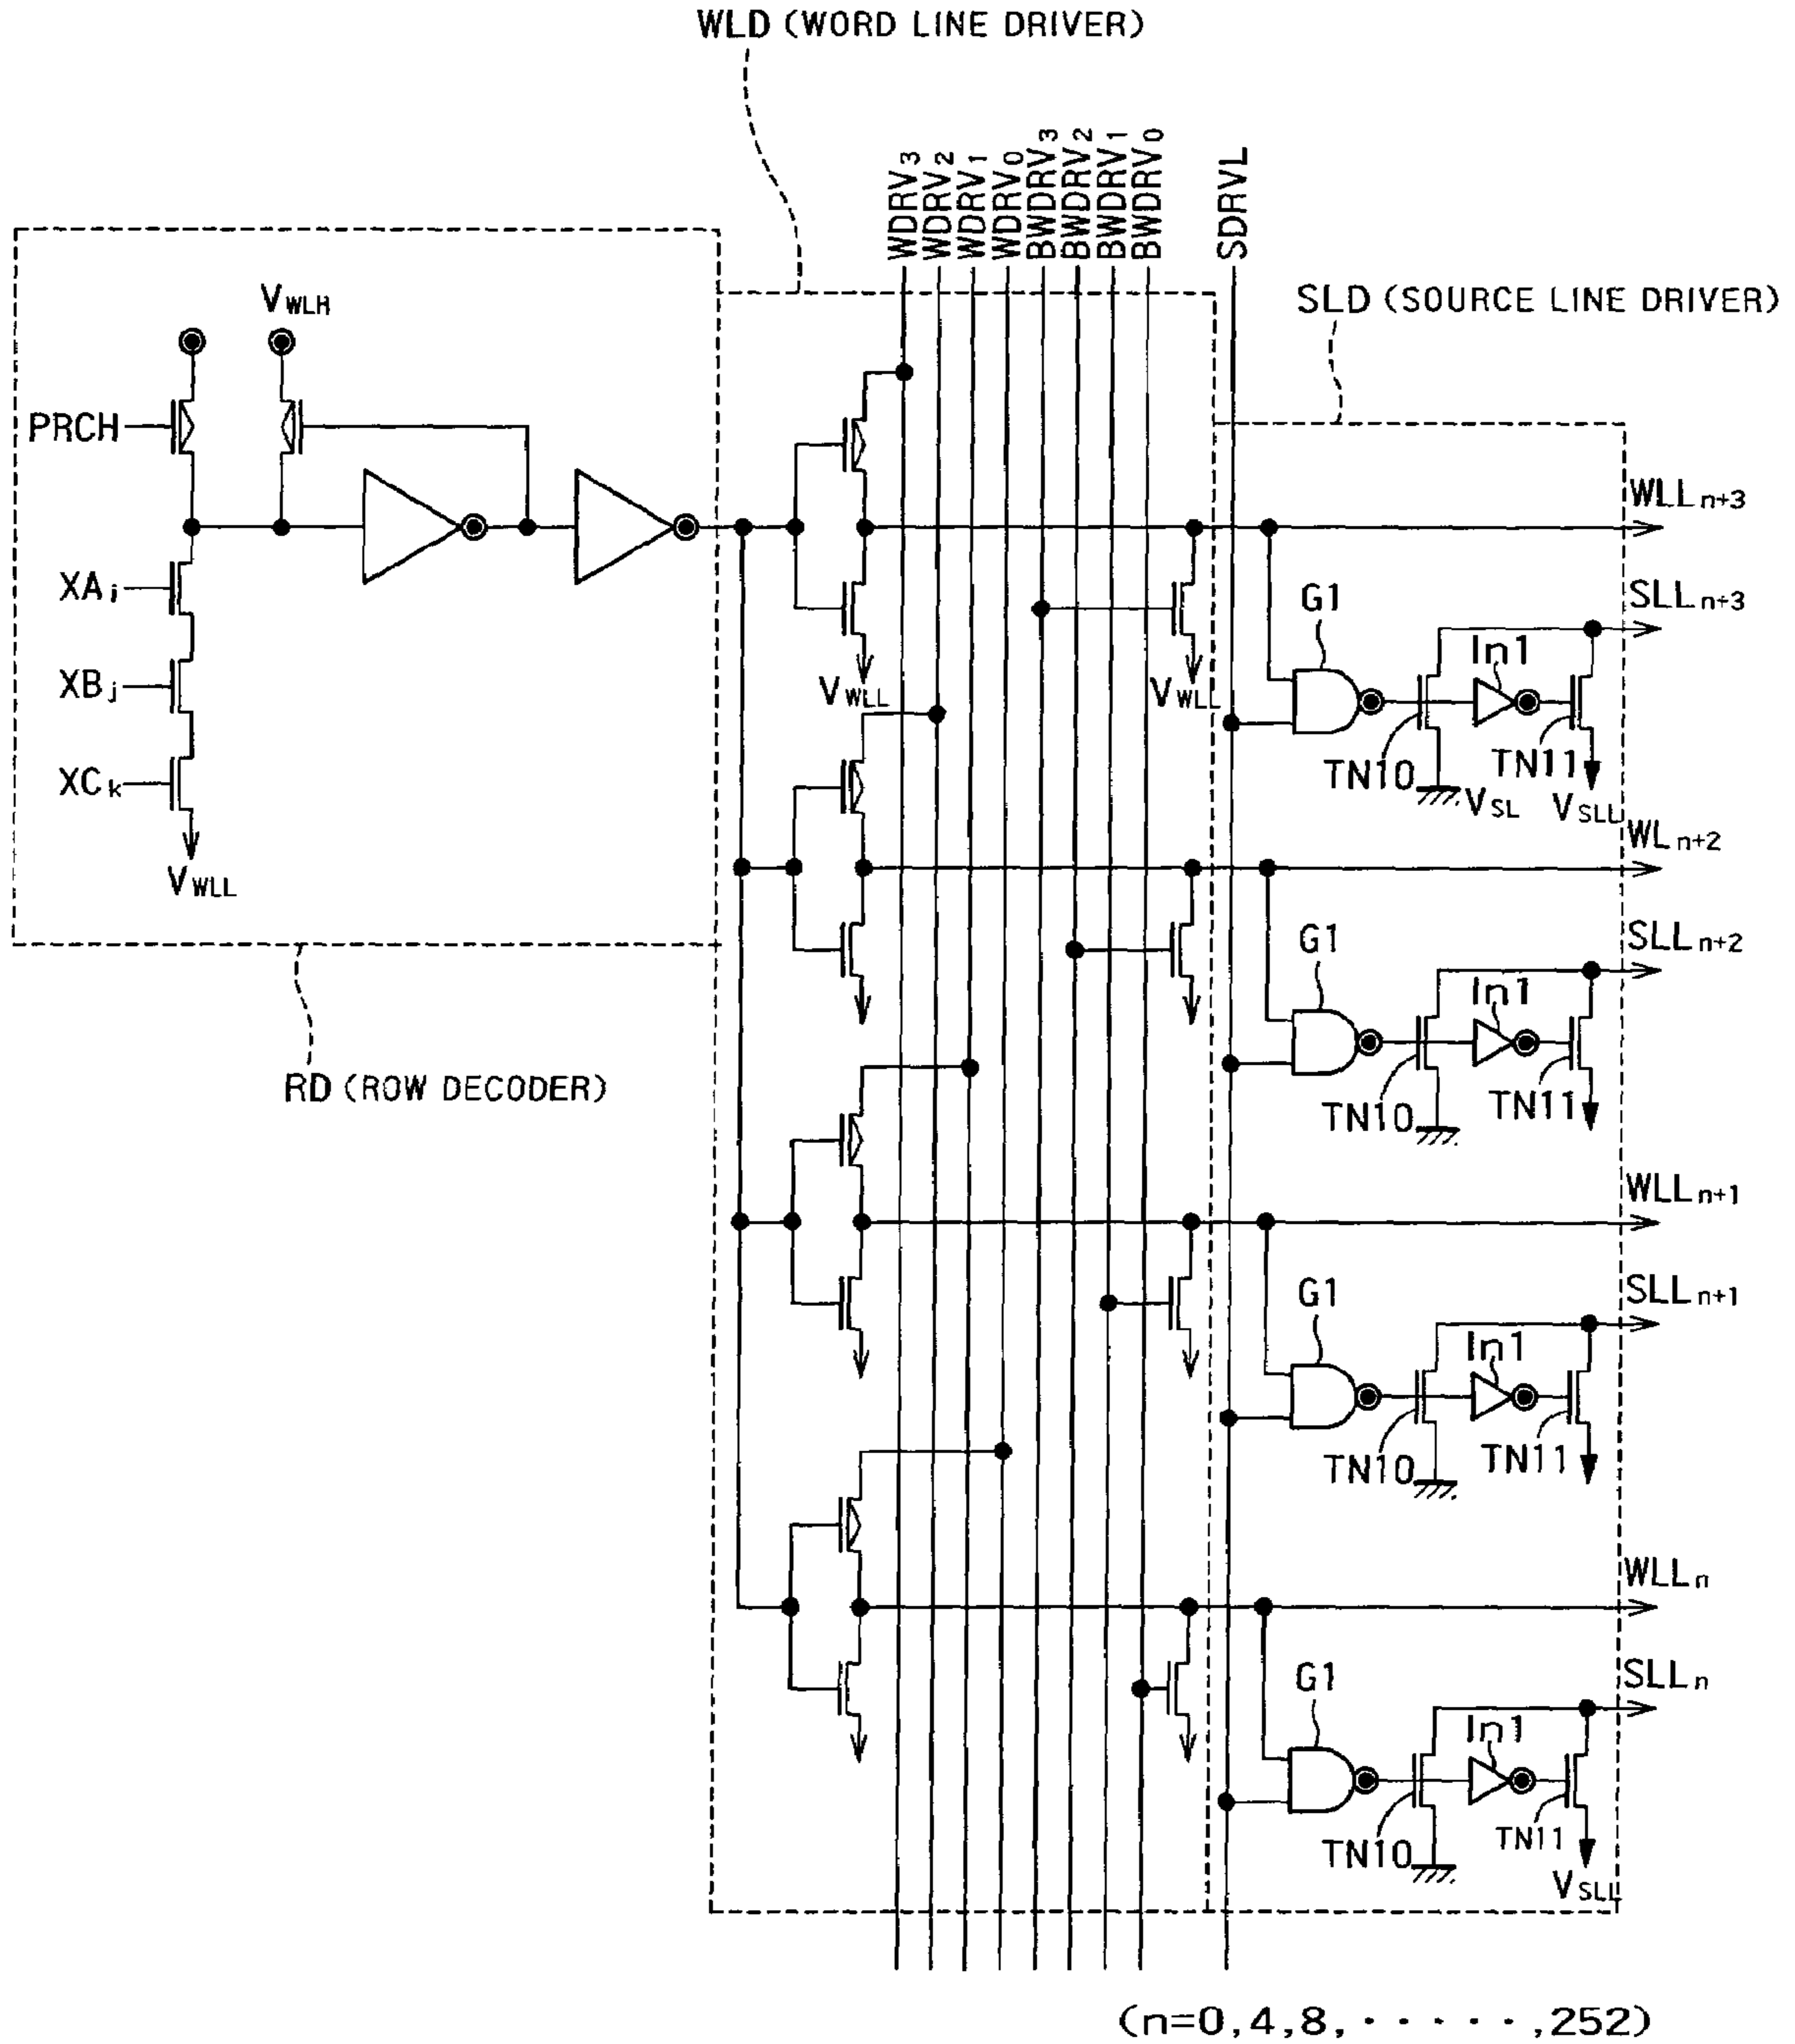 WLD (WORD LINE DRIVER)
WDRV3
WDRV2
WDRV1
WDRV0
BWDRV3
BWDRV2
BWDRV1
BWDRV0
SDRVL
SLD (SOURCE LINE DRIVER)
VWLH
PRCH
XAi
XBj
XCk
VWLL
RD (ROW DECODER)
VWLL
VWLL
WLLn+3
SLLn+3
G1
In1
TN10
TN11
VSL
VSLL
WLn+2
SLLn+2
G1
In1
TN10
TN11
WLLn+1
SLLn+1
G1
In1
TN10
TN11
WLLn
SLLn
G1
In1
TN10
TN11
VSLL
(n=0,4,8, · · · · · ,252)